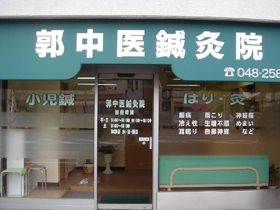 郭中医鍼灸院
☎048-258
小児鍼
郭中医鍼灸院
はり・灸
腰痛 肩こり 神経痛
冷え性 生理不順 めまい
耳鳴り 自律神経 など